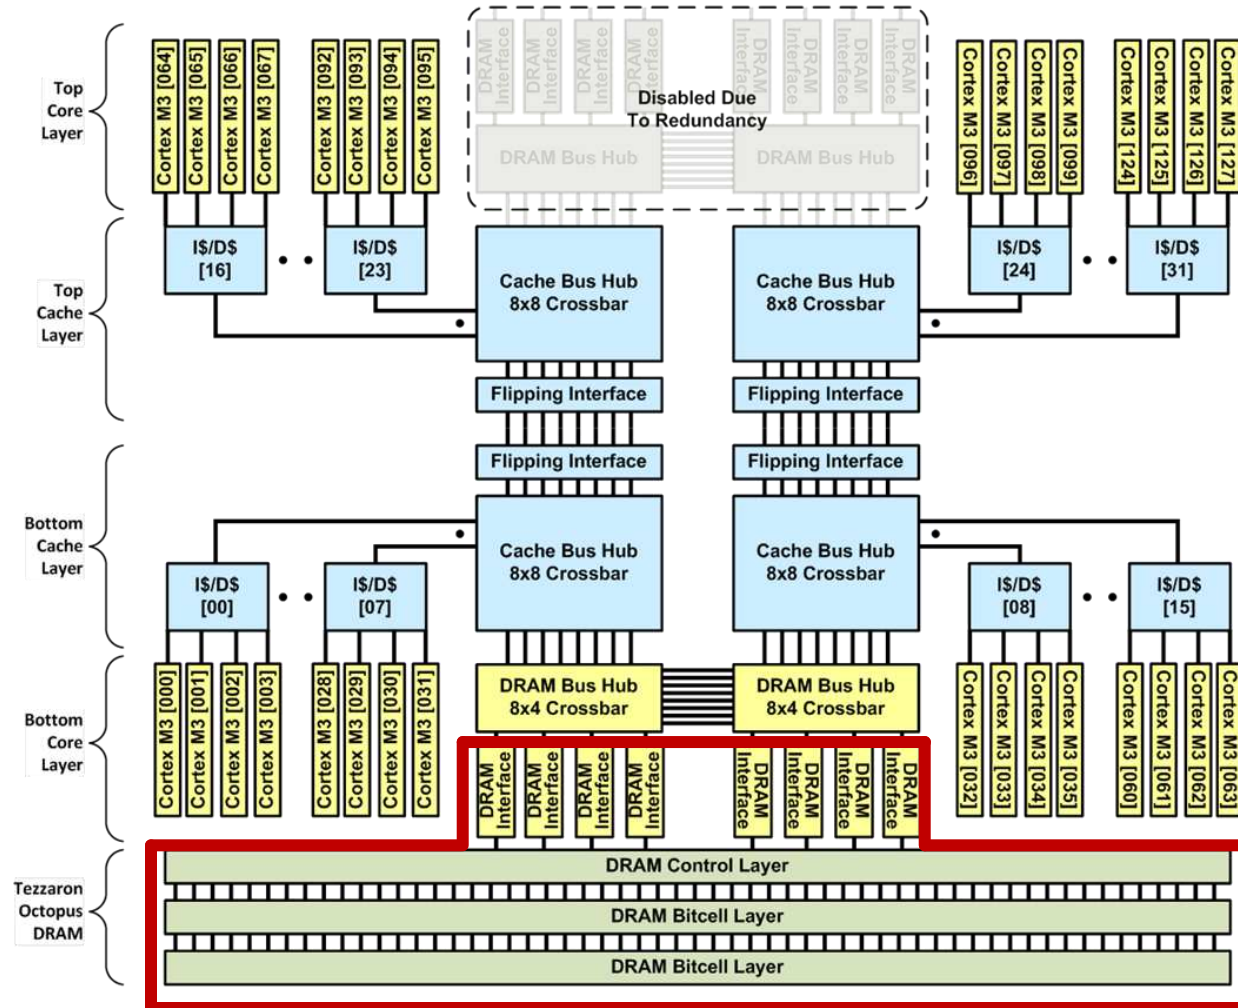 Top
Core
Layer
Cortex M3 [064]
Cortex M3 [065]
Cortex M3 [066]
Cortex M3 [067]
Cortex M3 [092]
Cortex M3 [093]
Cortex M3 [094]
Cortex M3 [095]
DRAM
Interface
DRAM
Interface
DRAM
Interface
DRAM
Interface
DRAM
Interface
DRAM
Interface
DRAM
Interface
DRAM
Interface
Disabled Due
To Redundancy
DRAM Bus Hub
DRAM Bus Hub
Cortex M3 [096]
Cortex M3 [097]
Cortex M3 [098]
Cortex M3 [099]
Cortex M3 [124]
Cortex M3 [125]
Cortex M3 [126]
Cortex M3 [127]
Top
Cache
Layer
I$/D$
[16]
I$/D$
[23]
Cache Bus Hub
8x8 Crossbar
Cache Bus Hub
8x8 Crossbar
I$/D$
[24]
I$/D$
[31]
Flipping Interface
Flipping Interface
Bottom
Cache
Layer
Flipping Interface
Flipping Interface
Cache Bus Hub
8x8 Crossbar
Cache Bus Hub
8x8 Crossbar
I$/D$
[00]
I$/D$
[07]
I$/D$
[08]
I$/D$
[15]
Bottom
Core
Layer
Cortex M3 [000]
Cortex M3 [001]
Cortex M3 [002]
Cortex M3 [003]
Cortex M3 [028]
Cortex M3 [029]
Cortex M3 [030]
Cortex M3 [031]
DRAM Bus Hub
8x4 Crossbar
DRAM Bus Hub
8x4 Crossbar
Cortex M3 [032]
Cortex M3 [033]
Cortex M3 [034]
Cortex M3 [035]
Cortex M3 [060]
Cortex M3 [061]
Cortex M3 [062]
Cortex M3 [063]
DRAM
Interface
DRAM
Interface
DRAM
Interface
DRAM
Interface
DRAM
Interface
DRAM
Interface
DRAM
Interface
DRAM
Interface
Tezzaron
Octopus
DRAM
DRAM Control Layer
DRAM Bitcell Layer
DRAM Bitcell Layer